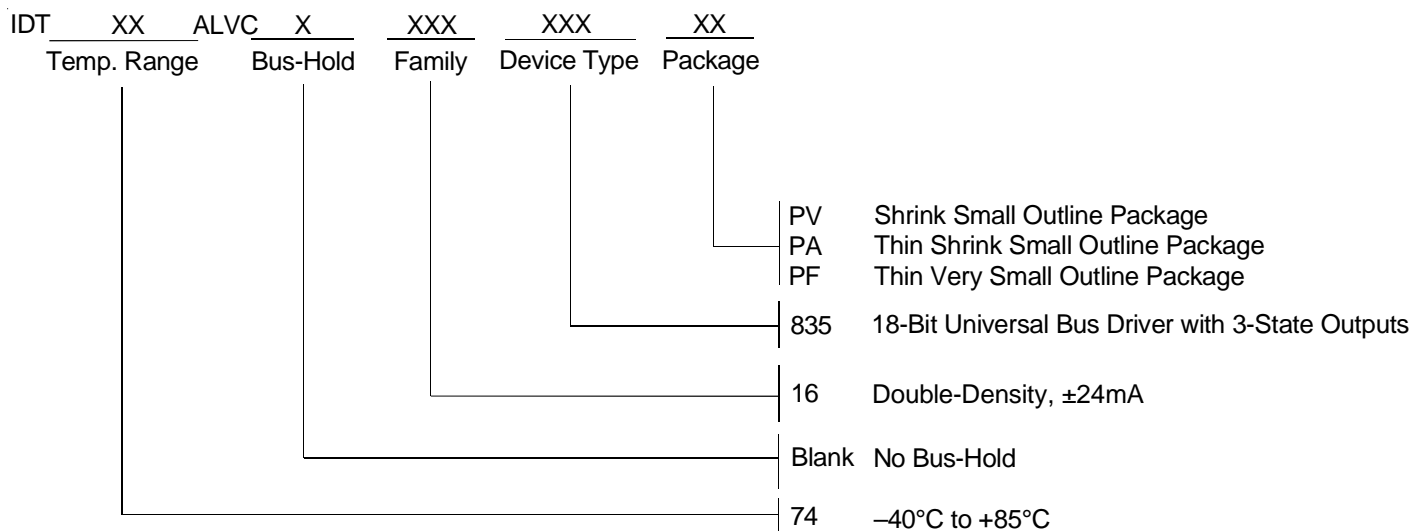 IDT XX ALVC X XXX XXX XX
Temp. Range Bus-Hold Family Device Type Package
PV Shrink Small Outline Package
PA Thin Shrink Small Outline Package
PF Thin Very Small Outline Package
835 18-Bit Universal Bus Driver with 3-State Outputs
16 Double-Density, ±24mA
Blank No Bus-Hold
74 –40°C to +85°C